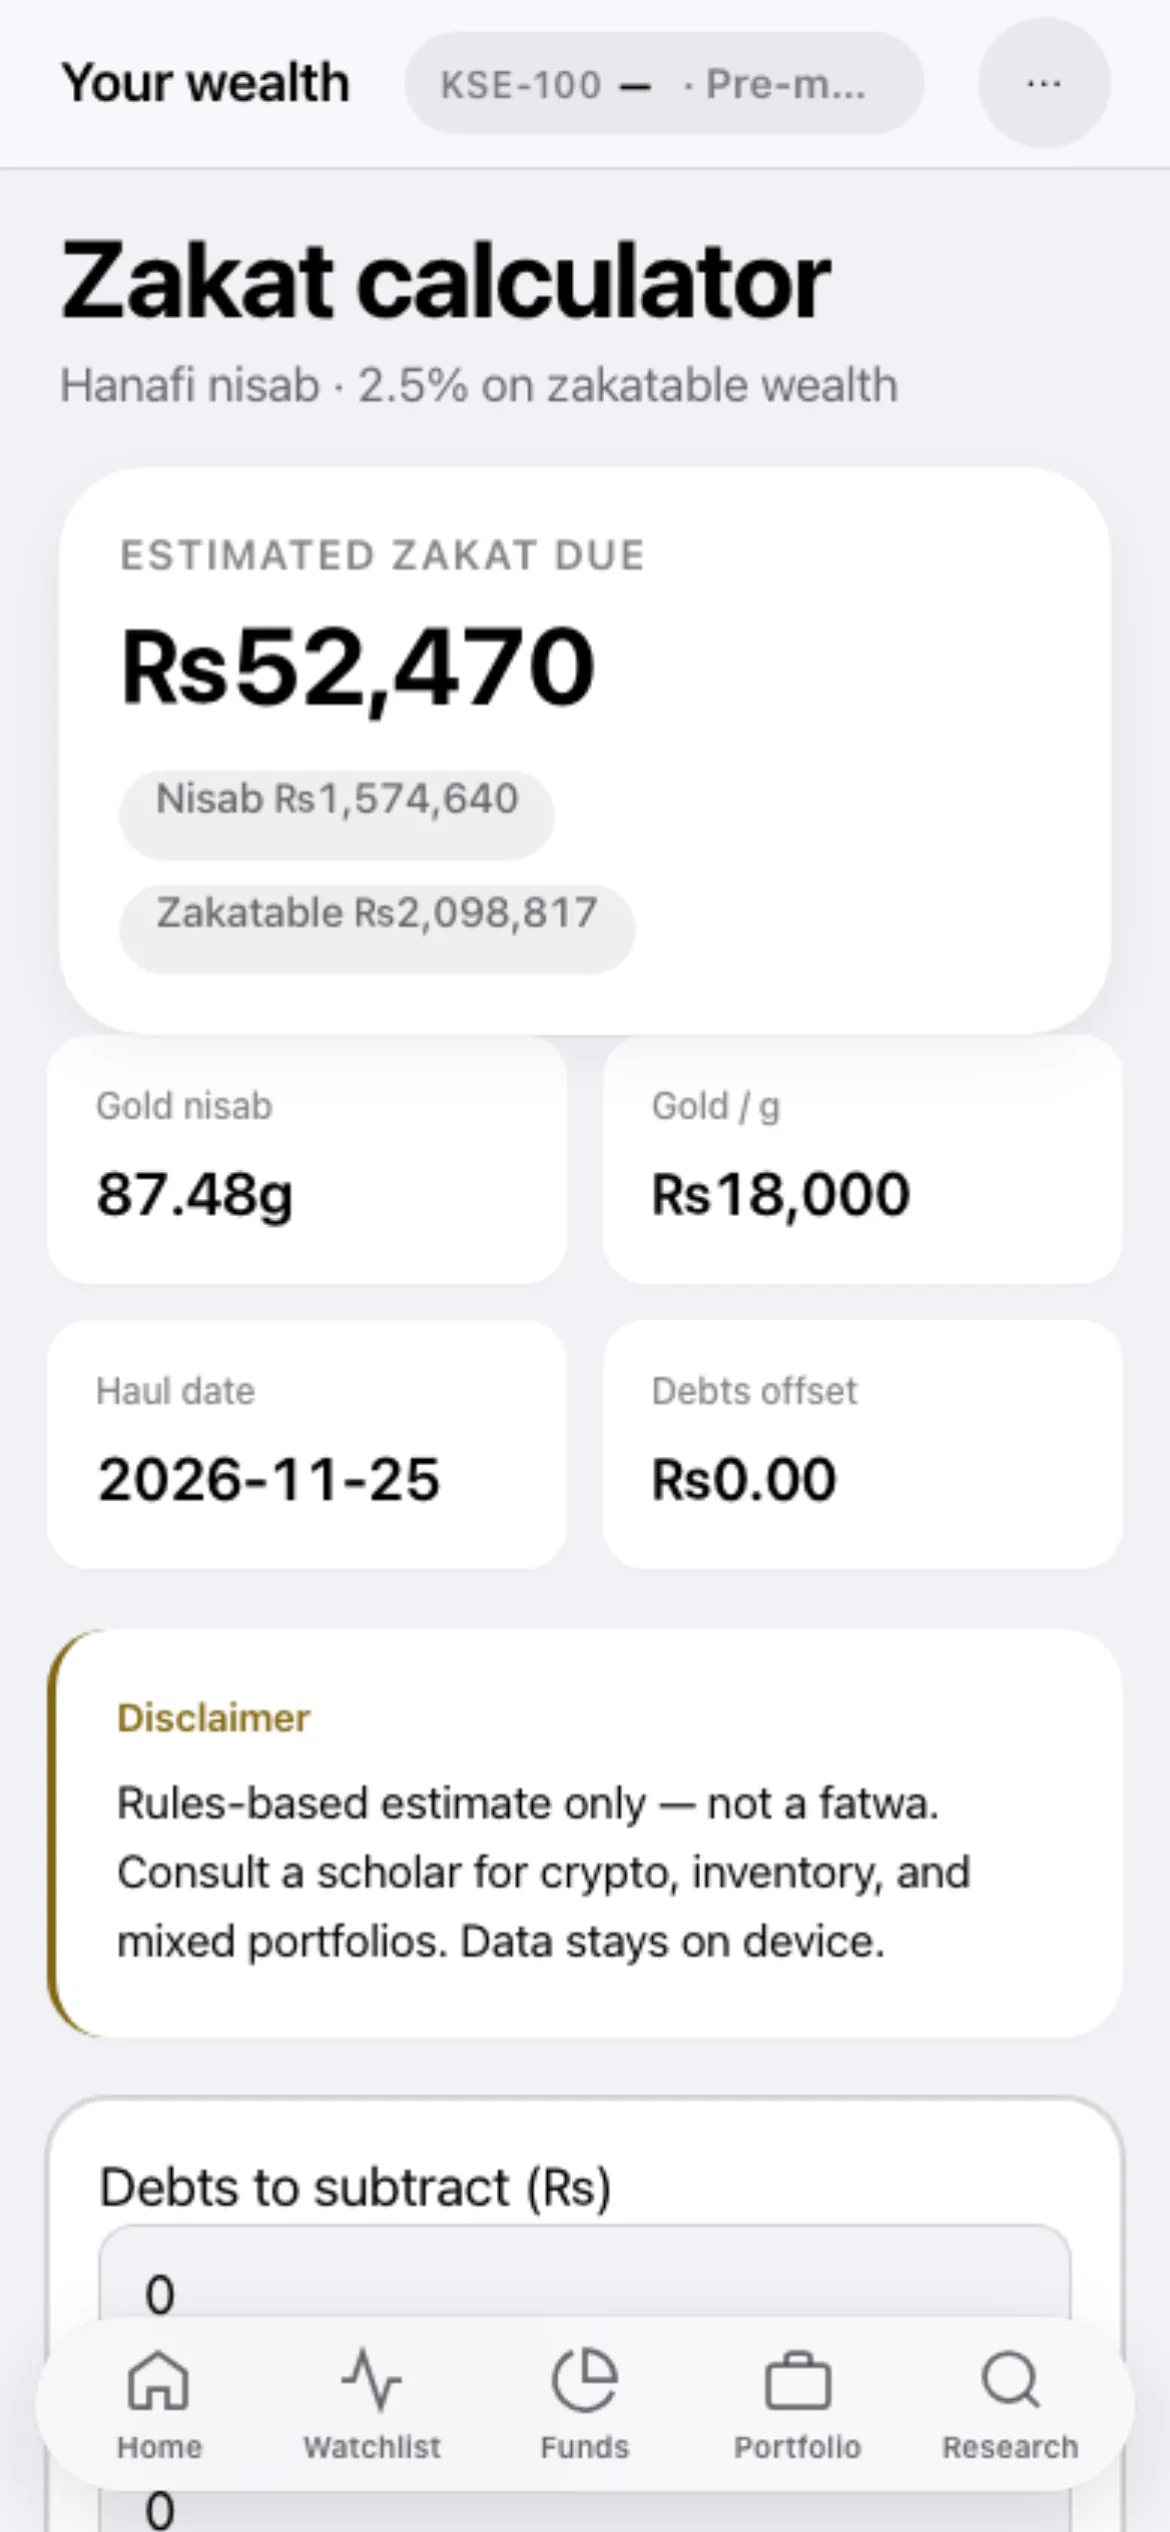 Your wealth
KSE-100 — · Pre-m...
...
Zakat calculator
Hanafi nisab · 2.5% on zakatable wealth
ESTIMATED ZAKAT DUE
₨52,470
Nisab ₨1,574,640
Zakatable ₨2,098,817
Gold nisab
87.48g
Gold / g
₨18,000
Haul date
2026-11-25
Debts offset
₨0.00
Disclaimer
Rules-based estimate only — not a fatwa.
Consult a scholar for crypto, inventory, and
mixed portfolios. Data stays on device.
Debts to subtract (₨)
0
Home
Watchlist
Funds
Portfolio
Research
0